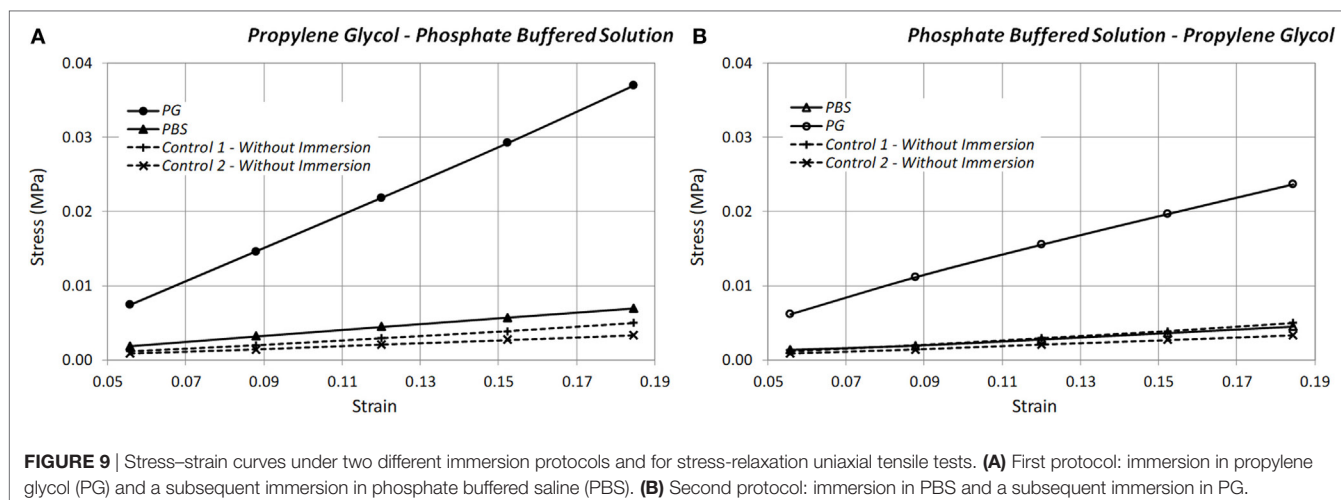 A
Propylene Glycol - Phosphate Buffered Solution
0.04
0.03
0.02
0.01
0.00
Stress (MPa)
PG
PBS
Control 1 - Without Immersion
Control 2 - Without Immersion
0.05 0.07 0.09 0.11 0.13 0.15 0.17 0.19
Strain
B
Phosphate Buffered Solution - Propylene Glycol
0.04
0.03
0.02
0.01
0.00
Stress (MPa)
PBS
PG
Control 1 - Without Immersion
Control 2 - Without Immersion
0.05 0.07 0.09 0.11 0.13 0.15 0.17 0.19
Strain
FIGURE 9 | Stress–strain curves under two different immersion protocols and for stress-relaxation uniaxial tensile tests. (A) First protocol: immersion in propylene
glycol (PG) and a subsequent immersion in phosphate buffered saline (PBS). (B) Second protocol: immersion in PBS and a subsequent immersion in PG.